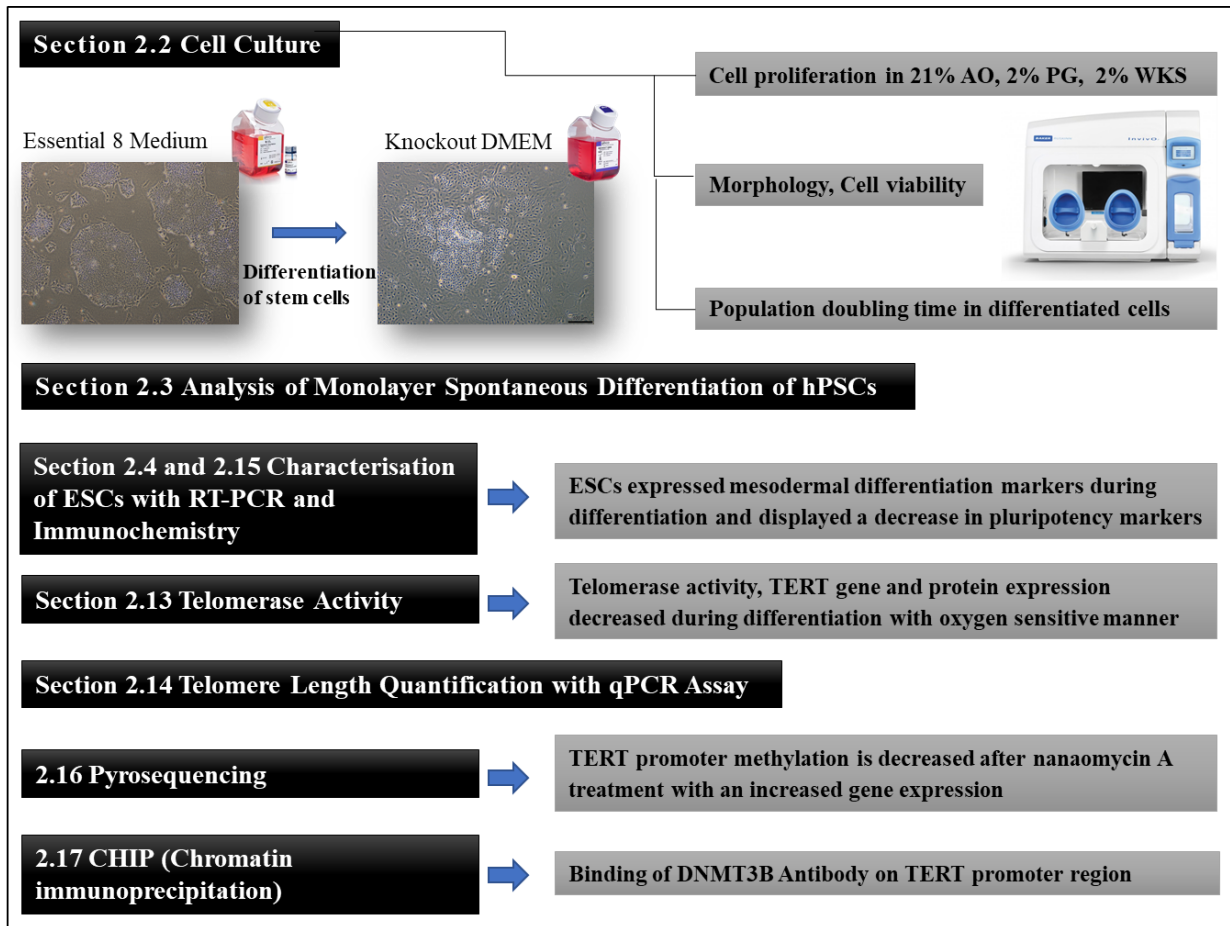 Section 2.2 Cell Culture
Cell proliferation in 21% AO, 2% PG, 2% WKS
Essential 8 Medium
Knockout DMEM
Differentiation
of stem cells
InvivO₂
Morphology, Cell viability
Population doubling time in differentiated cells
Section 2.3 Analysis of Monolayer Spontaneous Differentiation of hPSCs
Section 2.4 and 2.15 Characterisation
of ESCs with RT-PCR and
Immunochemistry
ESCs expressed mesodermal differentiation markers during
differentiation and displayed a decrease in pluripotency markers
Section 2.13 Telomerase Activity
Telomerase activity, TERT gene and protein expression
decreased during differentiation with oxygen sensitive manner
Section 2.14 Telomere Length Quantification with qPCR Assay
2.16 Pyrosequencing
TERT promoter methylation is decreased after nanaomycin A
treatment with an increased gene expression
2.17 CHIP (Chromatin
immunoprecipitation)
Binding of DNMT3B Antibody on TERT promoter region